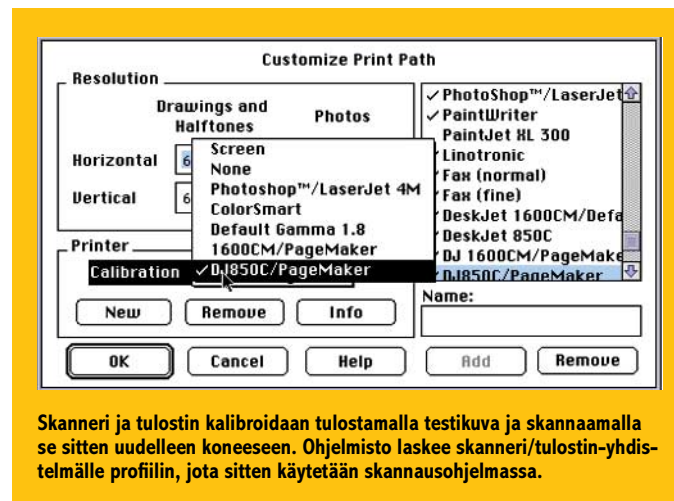 Customize Print Path
Resolution
Drawings and Halftones
Photos
Horizontal 6
Vertical 6
Screen
None
Photoshop™/LaserJet 4M
ColorSmart
Default Gamma 1.8
1600CM/PageMaker
✓DJ850C/PageMaker
Printer
Calibration
New Remove Info
OK Cancel Help
✓PhotoShop™/LaserJet
✓PaintWriter
PaintJet XL 300
Linotronic
Fax (normal)
Fax (fine)
DeskJet 1600CM/Defa
DeskJet 850C
DJ 1600CM/PageMake
DJ850C/PageMaker
Name:
Add Remove
Skanneri ja tulostin kalibroidaan tulostamalla testikuva ja skannaamalla
se sitten uudelleen koneeseen. Ohjelmisto laskee skanneri/tulostin-yhdis-
telmälle profiilin, jota sitten käytetään skannausohjelmassa.